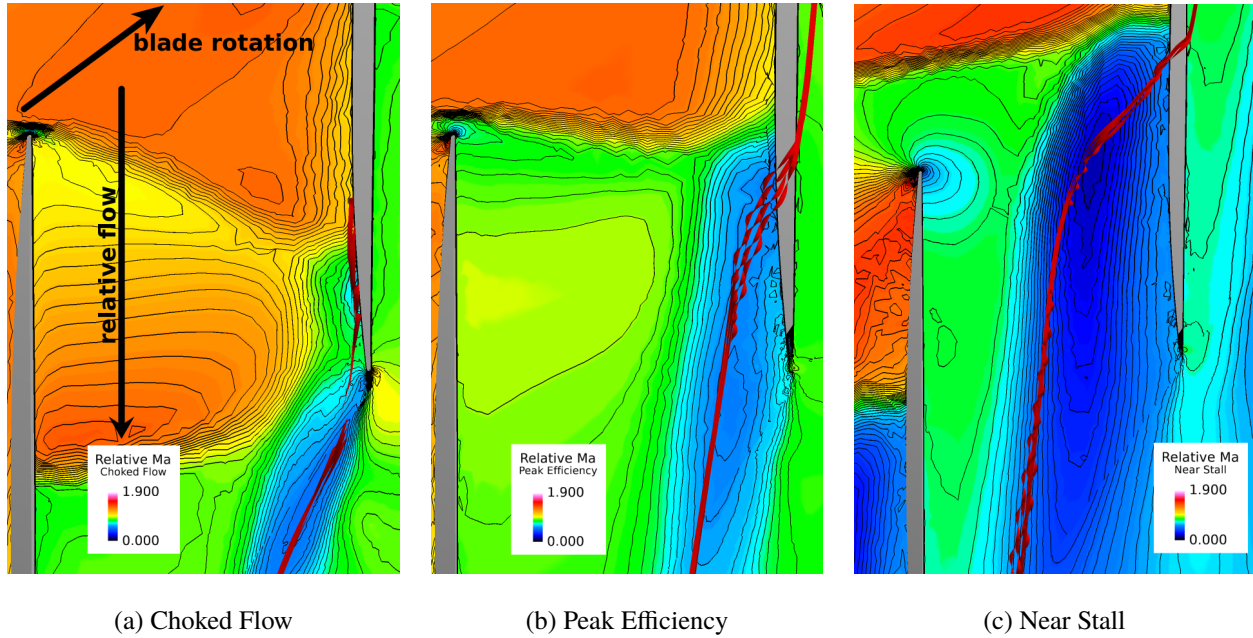 blade rotation
relative flow
Relative Ma
Choked Flow
1.900
0.000
Relative Ma
Peak Efficiency
1.900
0.000
Relative Ma
Near Stall
1.900
0.000
(a) Choked Flow
(b) Peak Efficiency
(c) Near Stall